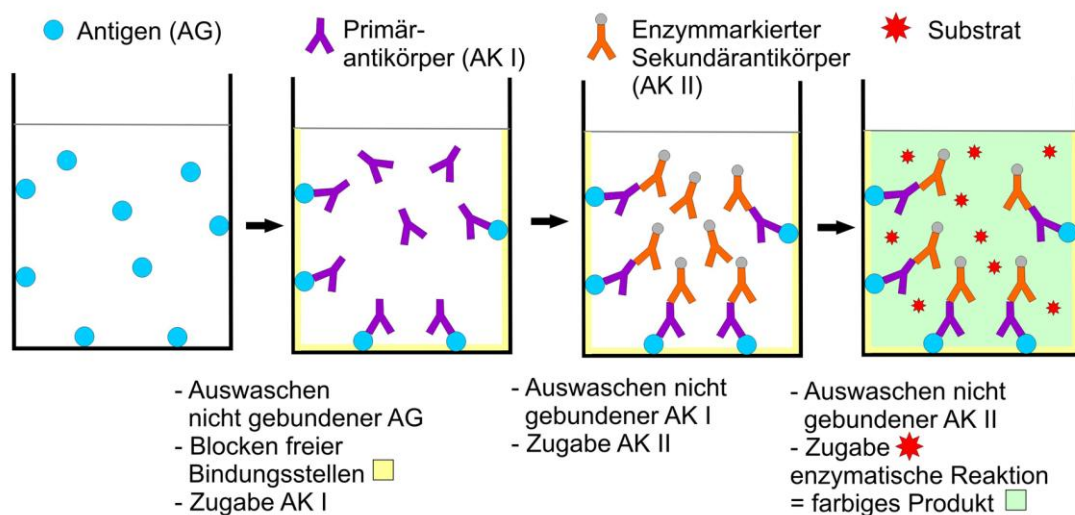 Antigen (AG)
Primär-
antikörper (AK I)
Enzymmarkierter
Sekundärantikörper
(AK II)
Substrat
- Auswaschen
nicht gebundener AG
- Blocken freier
Bindungsstellen
- Zugabe AK I
- Auswaschen nicht
gebundener AK I
- Zugabe AK II
- Auswaschen nicht
gebundener AK II
- Zugabe
enzymatische Reaktion
= farbiges Produkt